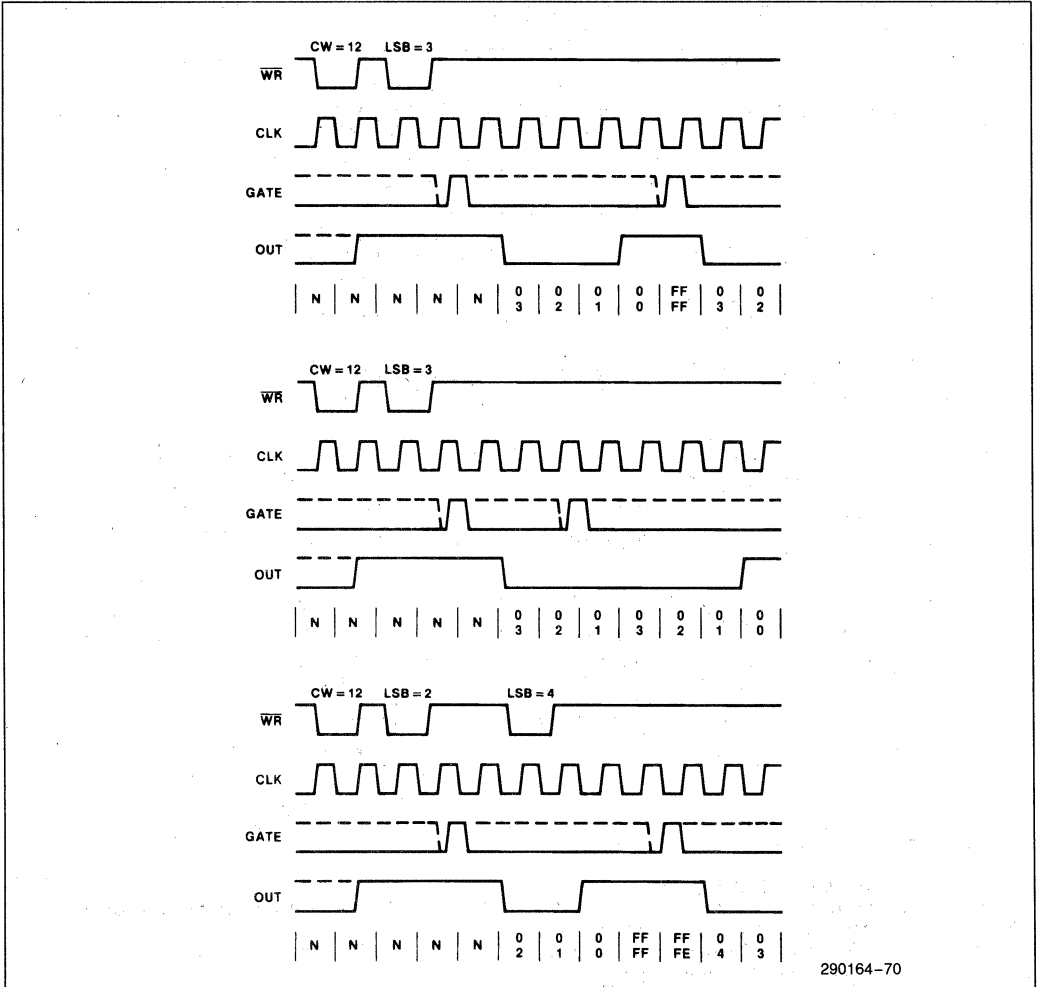 CW = 12 LSB = 3
WR
CLK
GATE
OUT
N N N N N 0 0 0 0 FF 0 0
3 2 1 0 FF 3 2
CW = 12 LSB = 3
WR
CLK
GATE
OUT
N N N N N 0 0 0 0 0 0 0
3 2 1 3 2 1 0
CW = 12 LSB = 2 LSB = 4
WR
CLK
GATE
OUT
N N N N N 0 0 0 FF FF 0 0
2 1 0 FF FE 4 3
290164-70